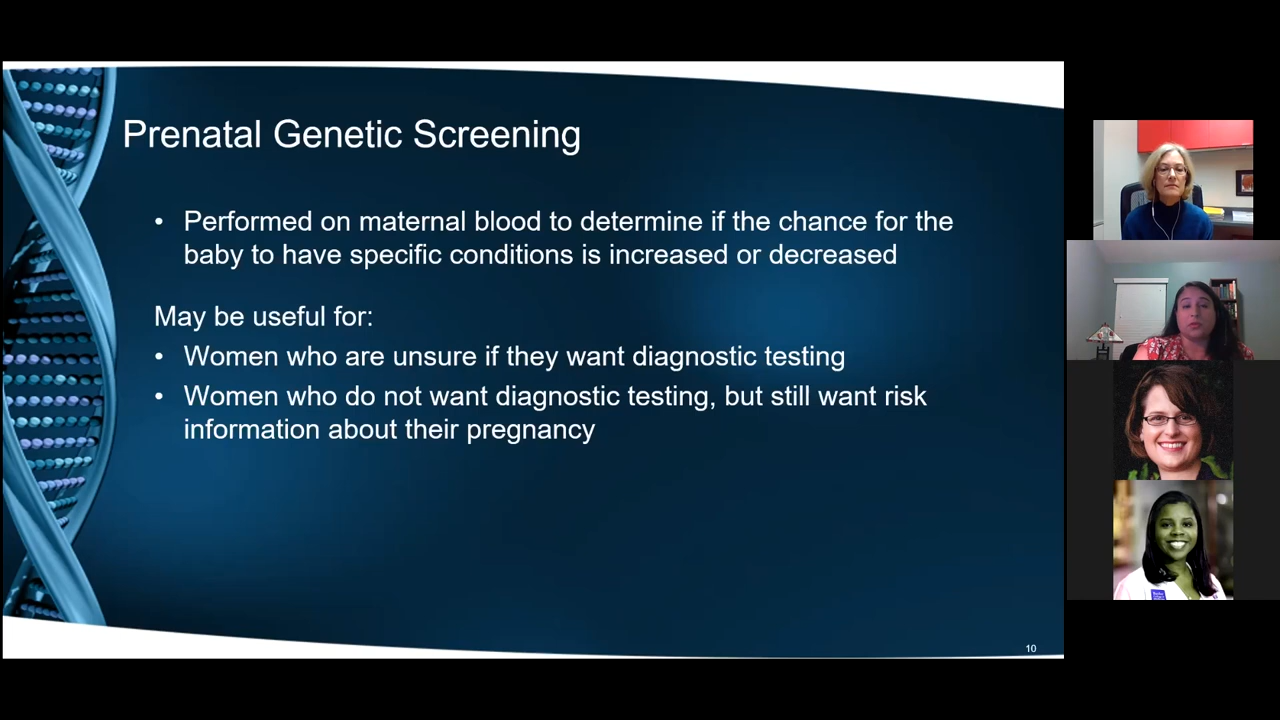 Prenatal Genetic Screening
• Performed on maternal blood to determine if the chance for the
baby to have specific conditions is increased or decreased
May be useful for:
• Women who are unsure if they want diagnostic testing
• Women who do not want diagnostic testing, but still want risk
information about their pregnancy
10